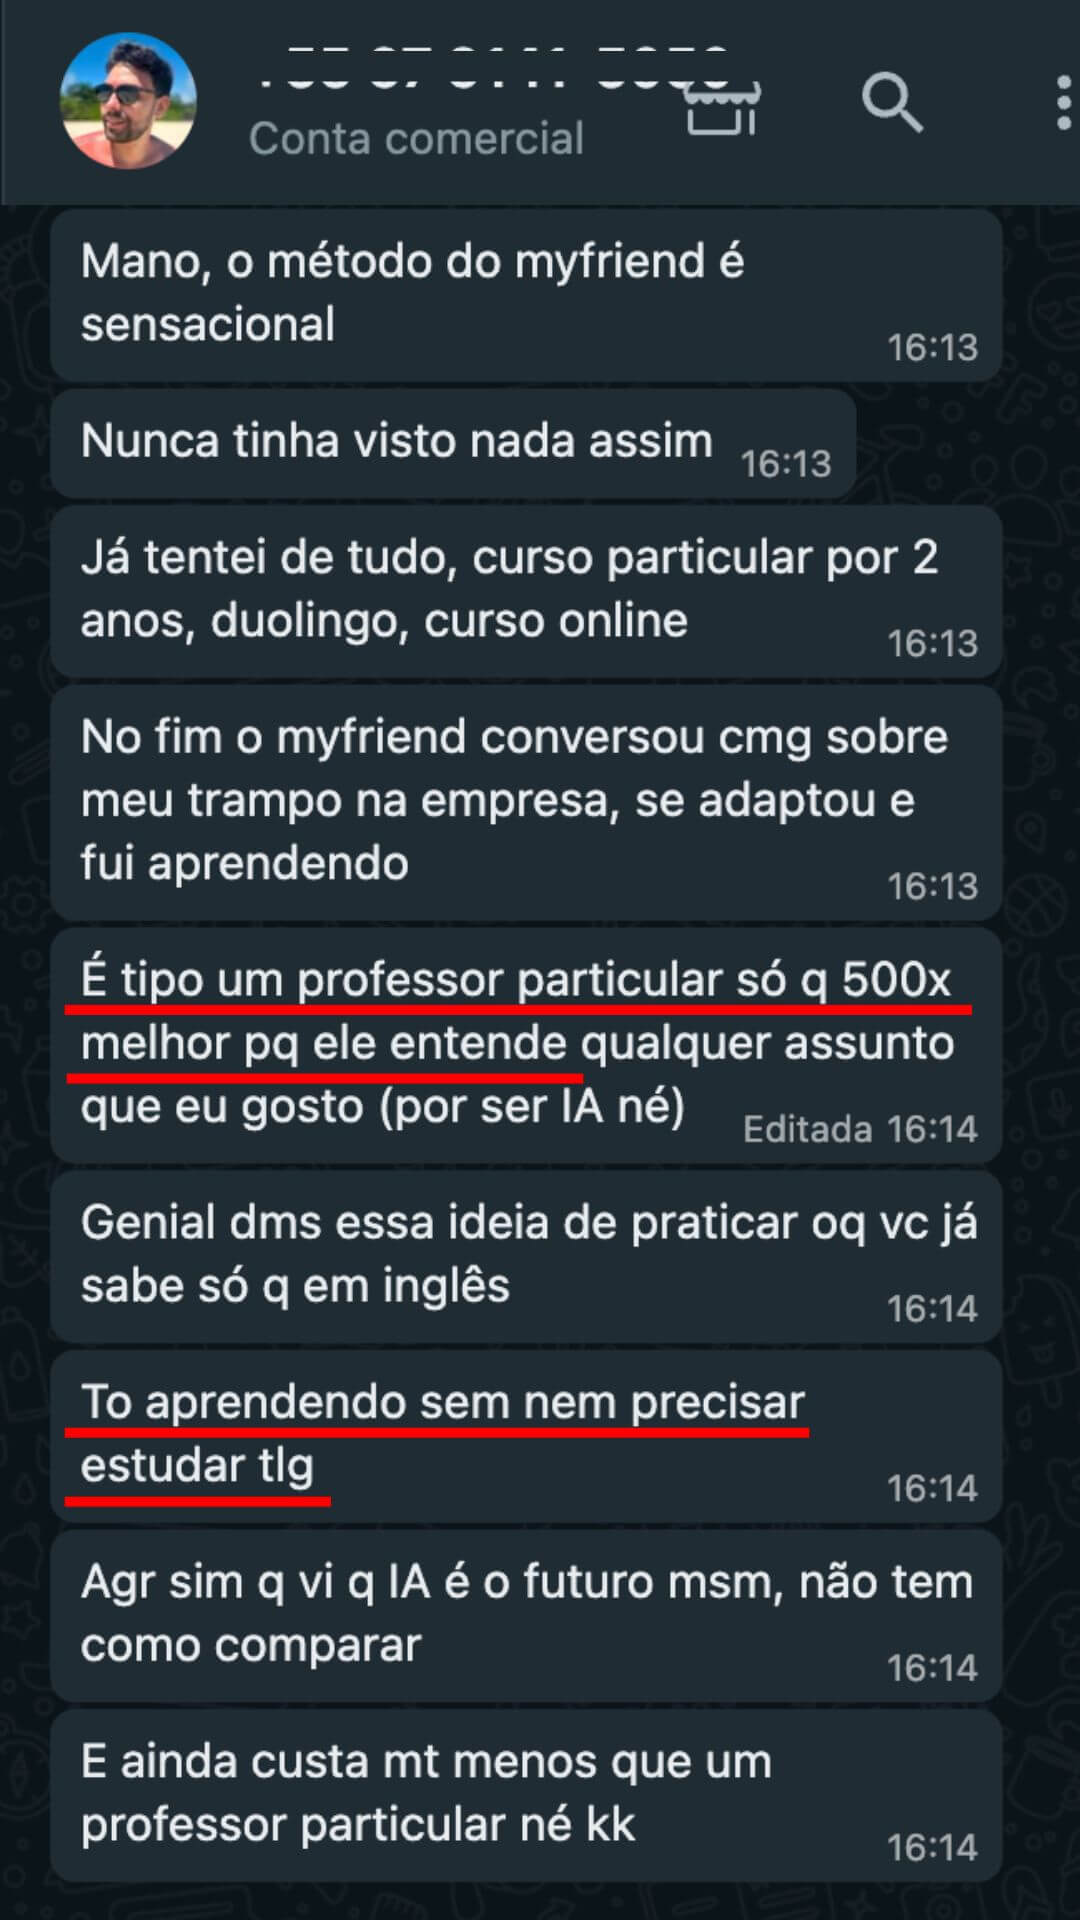 Conta comercial
Mano, o método do myfriend é
sensacional
16:13
Nunca tinha visto nada assim
16:13
Já tentei de tudo, curso particular por 2
anos, duolingo, curso online
16:13
No fim o myfriend conversou cmg sobre
meu trampo na empresa, se adaptou e
fui aprendendo
16:13
É tipo um professor particular só q 500x
melhor pq ele entende qualquer assunto
que eu gosto (por ser IA né)
Editada 16:14
Genial dms essa ideia de praticar oq vc já
sabe só q em inglês
16:14
To aprendendo sem nem precisar
estudar tlg
16:14
Agr sim q vi q IA é o futuro msm, não tem
como comparar
16:14
E ainda custa mt menos que um
professor particular né kk
16:14